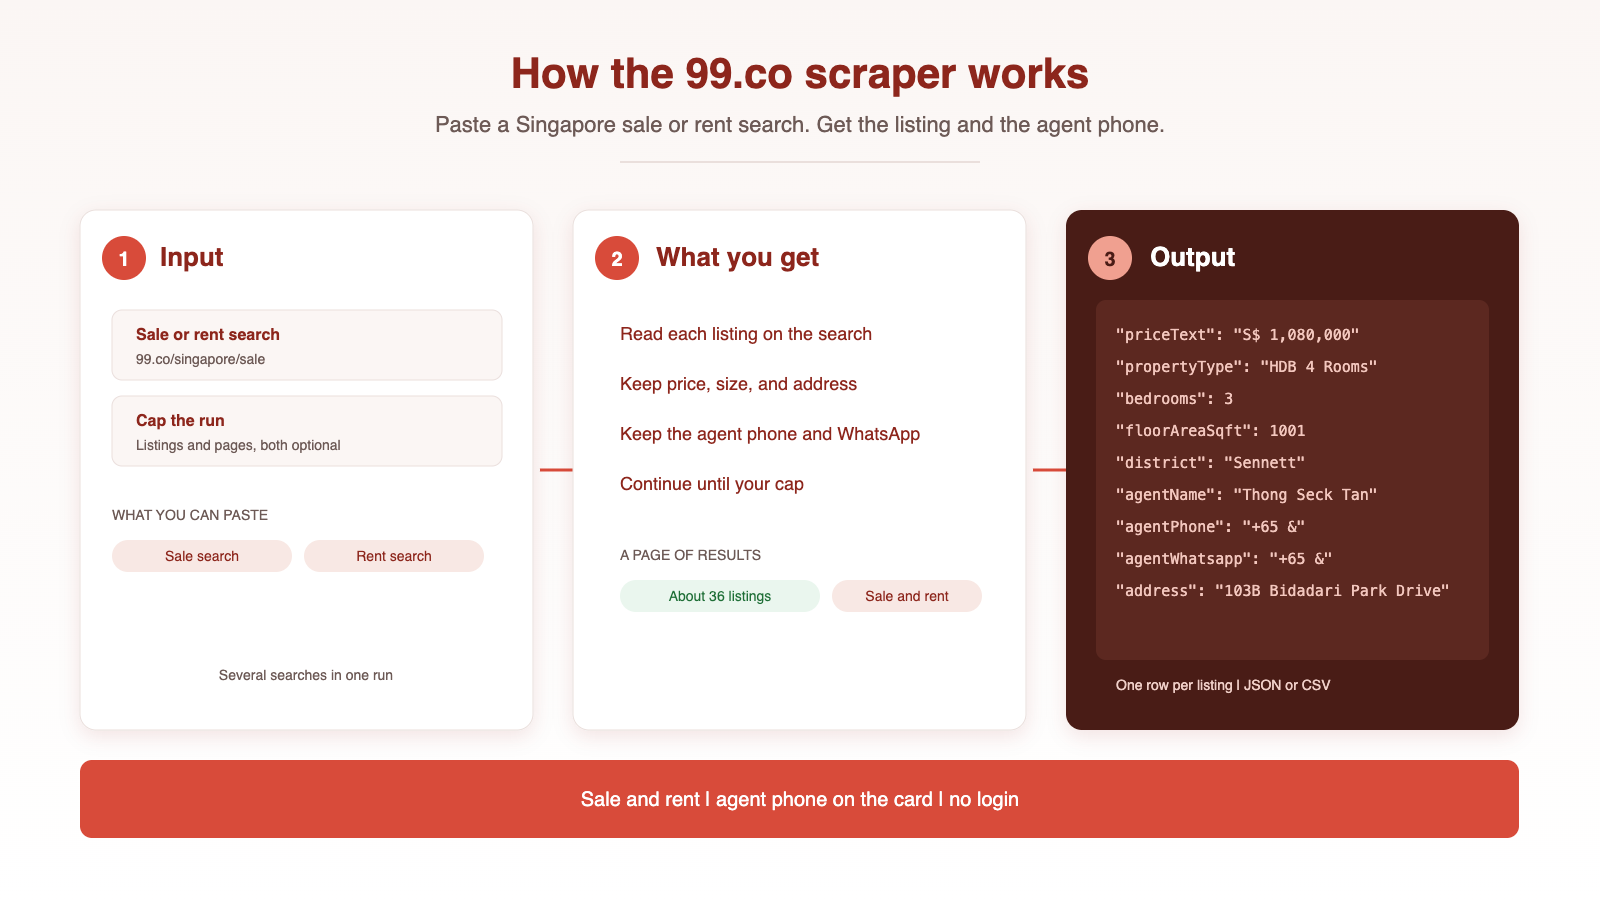 How the 99.co scraper works
Paste a Singapore sale or rent search. Get the listing and the agent phone.
1 Input
Sale or rent search
99.co/singapore/sale
Cap the run
Listings and pages, both optional
WHAT YOU CAN PASTE
Sale search Rent search
Several searches in one run
2 What you get
Read each listing on the search
Keep price, size, and address
Keep the agent phone and WhatsApp
Continue until your cap
A PAGE OF RESULTS
About 36 listings Sale and rent
3 Output
"priceText": "S$ 1,080,000"
"propertyType": "HDB 4 Rooms"
"bedrooms": 3
"floorAreaSqft": 1001
"district": "Sennett"
"agentName": "Thong Seck Tan"
"agentPhone": "+65 &"
"agentWhatsapp": "+65 &"
"address": "103B Bidadari Park Drive"
One row per listing | JSON or CSV
Sale and rent | agent phone on the card | no login